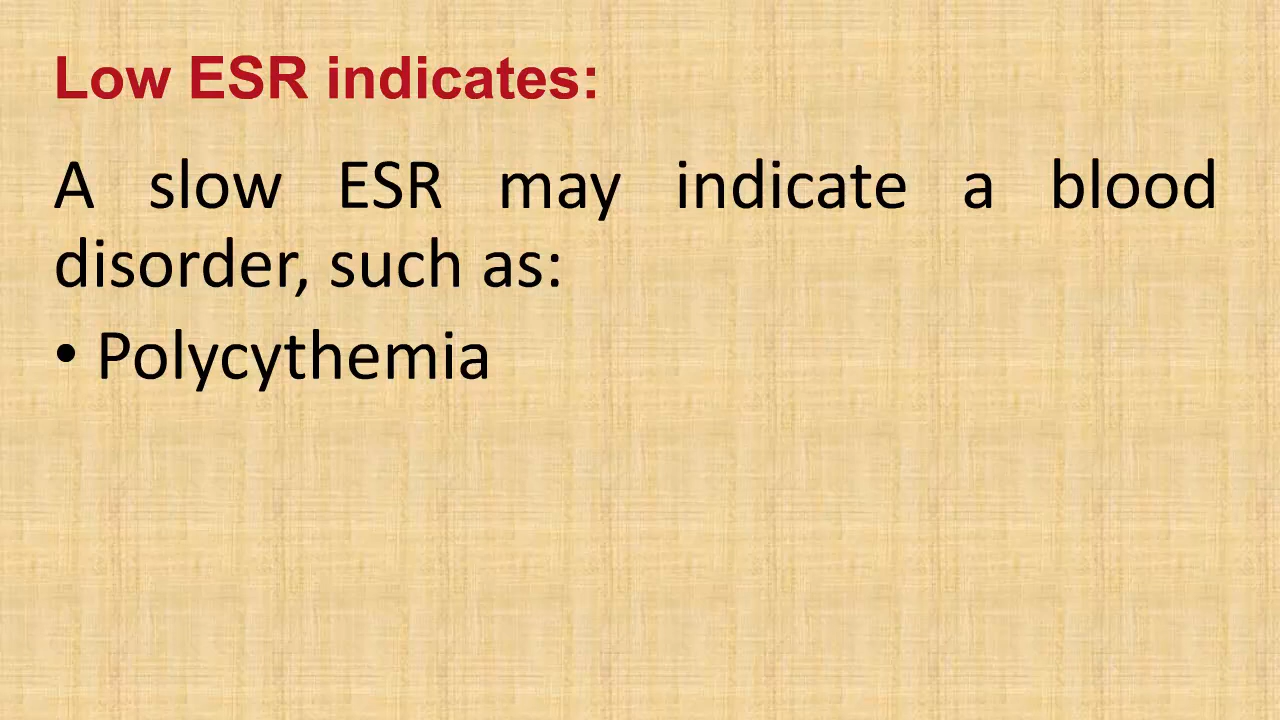 Low ESR indicates:
A slow ESR may indicate a blood
disorder, such as:
• Polycythemia